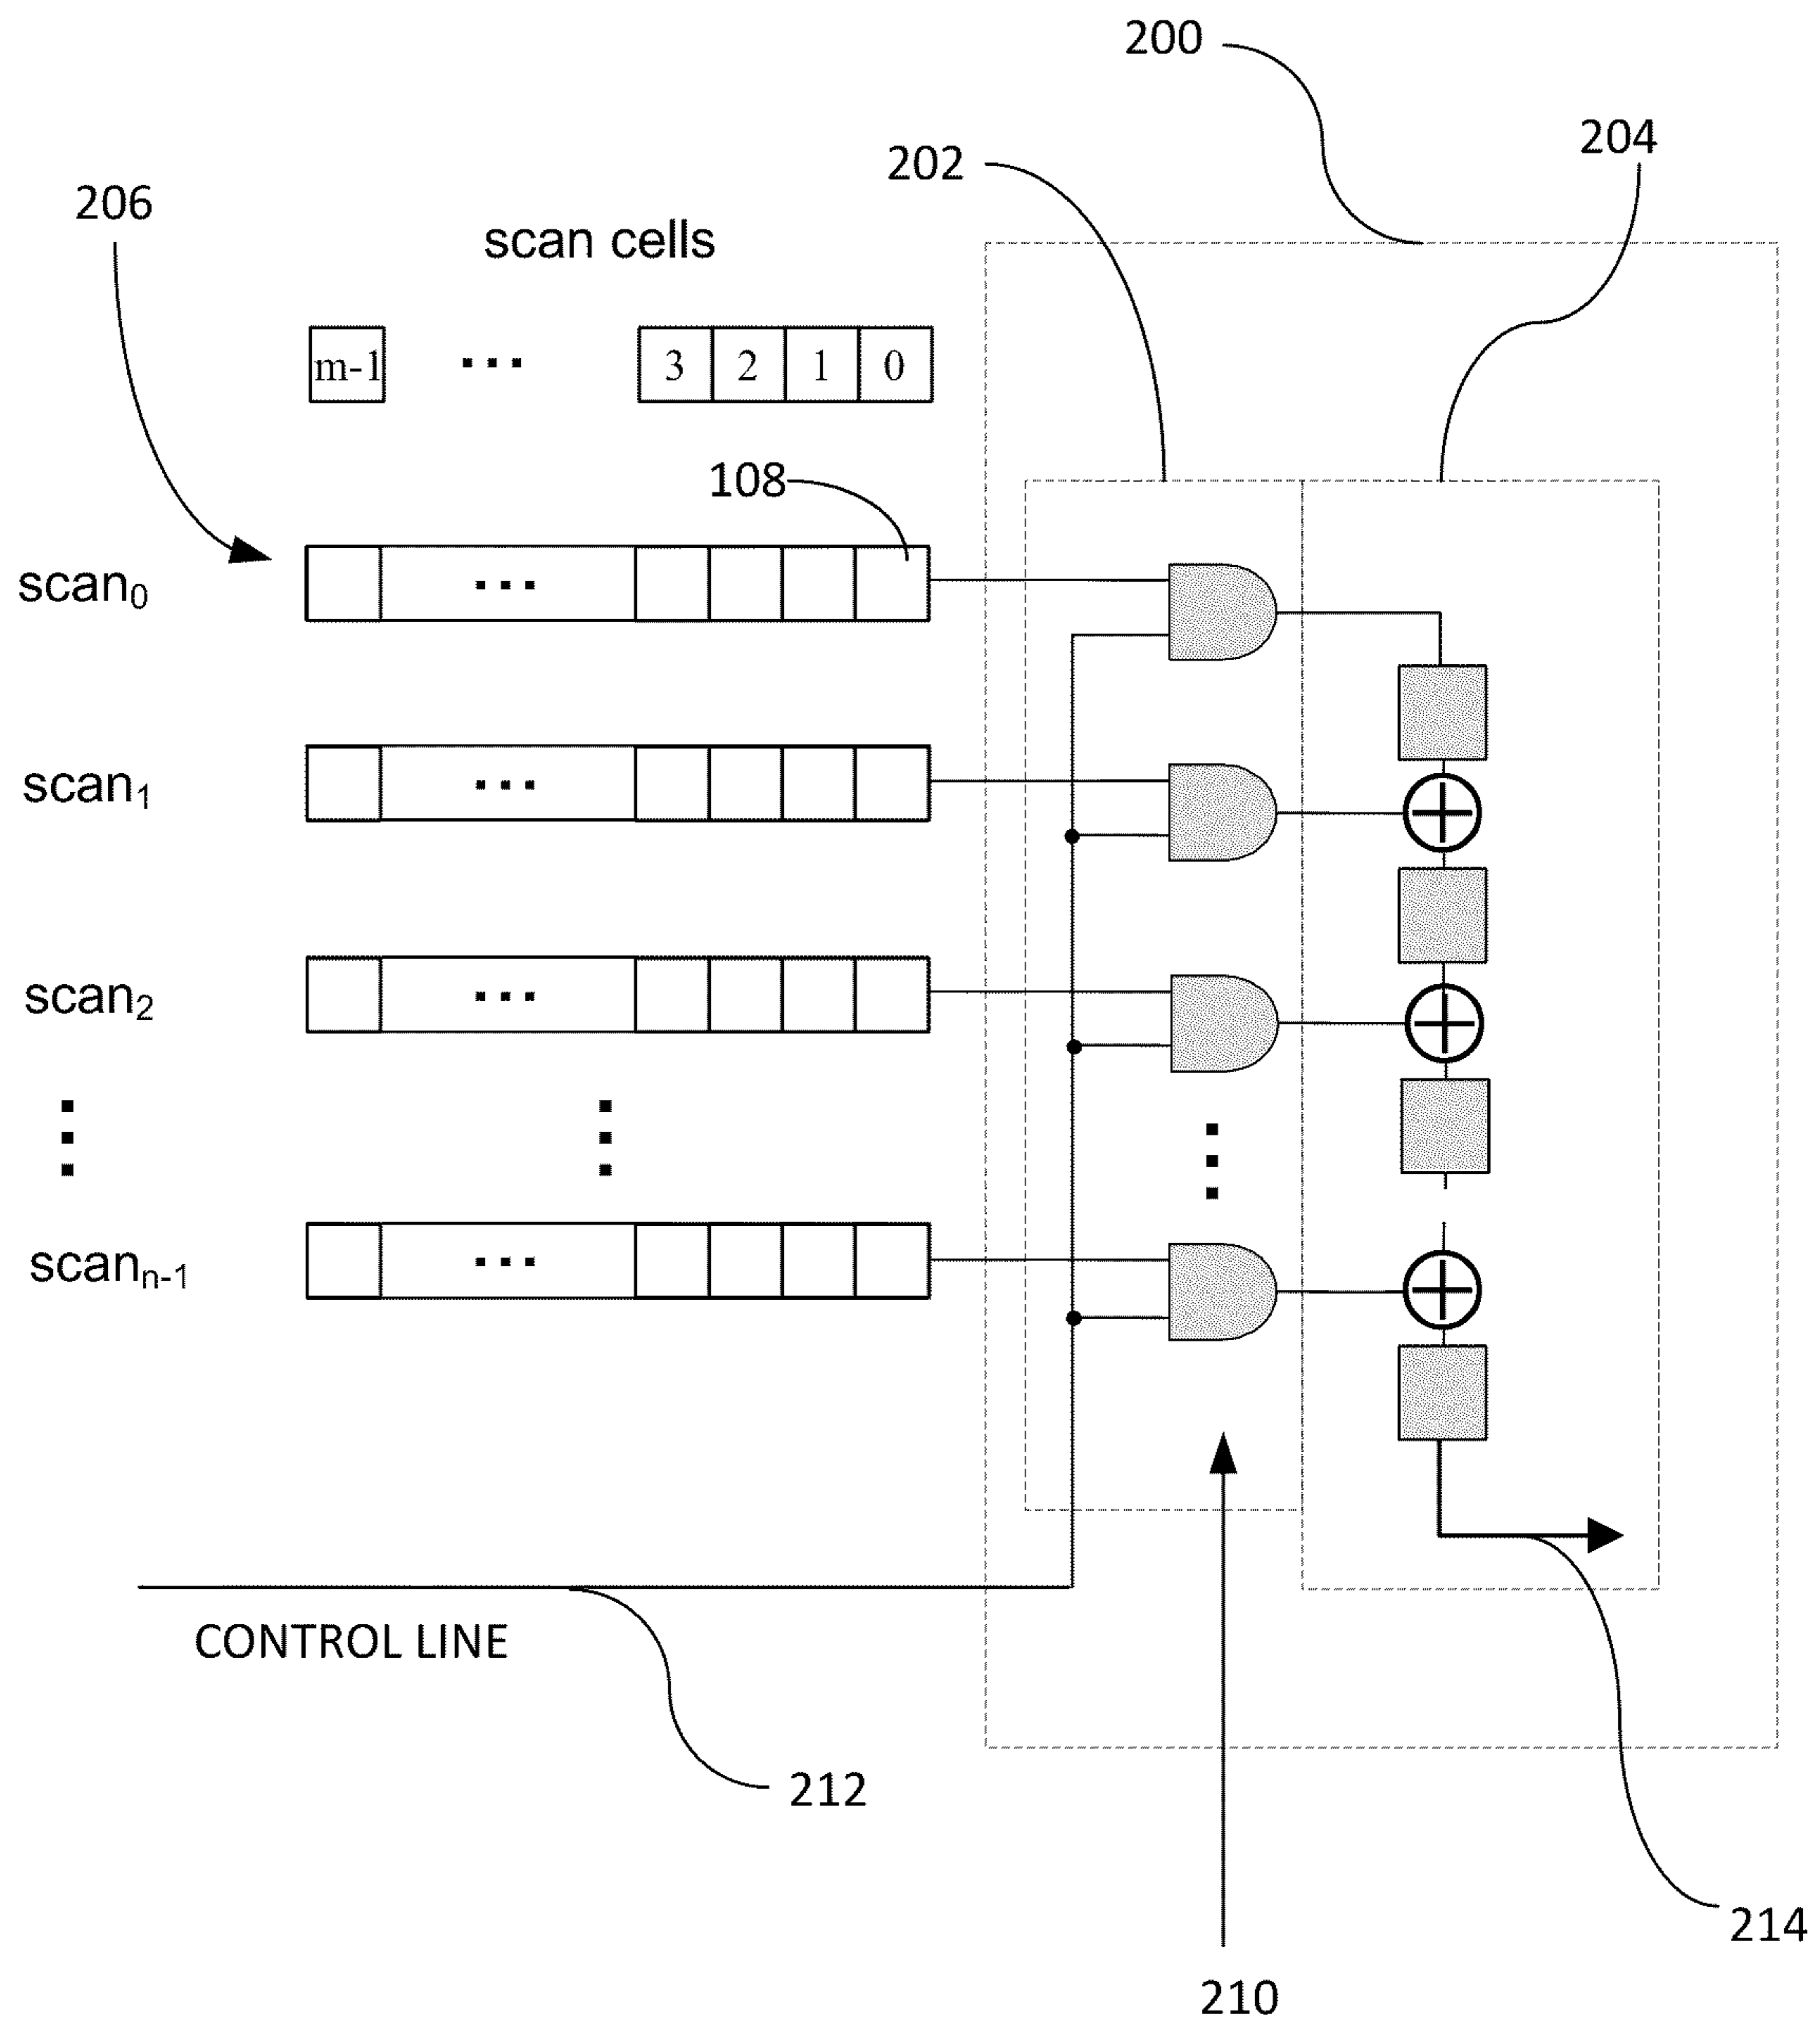 200
202
204
206
scan cells
m-1 ... 3 2 1 0
108
scan₀ ...
scan₁ ...
scan₂ ...
scanₙ₋₁ ...
CONTROL LINE
212
214
210